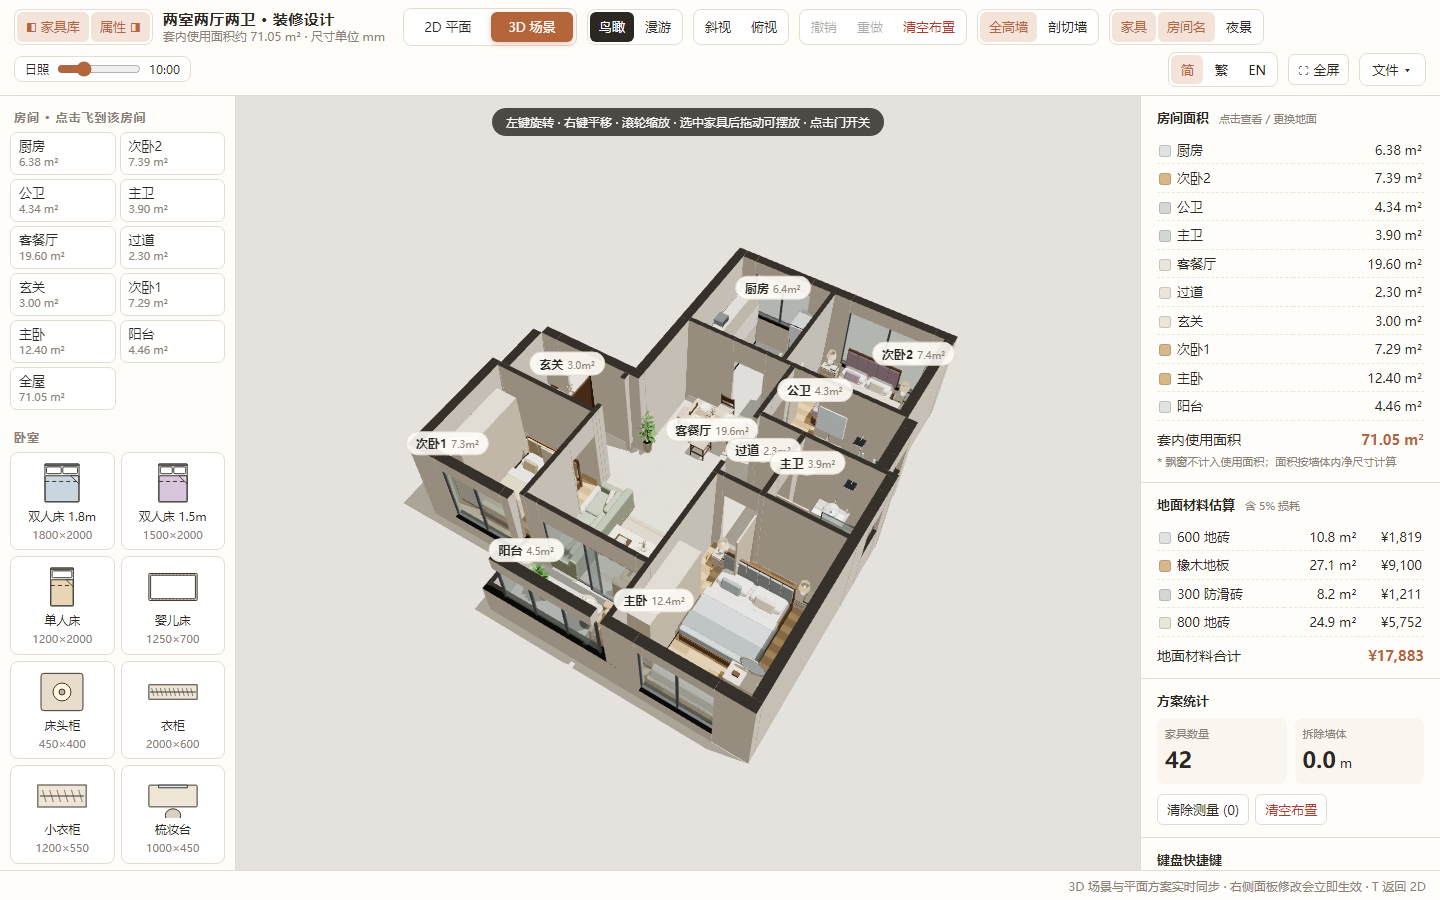 家具库
属性
两室两厅两卫 • 装修设计
套内使用面积约 71.05 m² · 尺寸单位 mm
2D 平面
3D 场景
鸟瞰
漫游
斜视
俯视
撤销
重做
清空布置
全高墙
剖切墙
家具
房间名
夜景
日照
10:00
简
繁
EN
全屏
文件
房间 • 点击飞到该房间
厨房
6.38 m²
次卧2
7.39 m²
公卫
4.34 m²
主卫
3.90 m²
客餐厅
19.60 m²
过道
2.30 m²
玄关
3.00 m²
次卧1
7.29 m²
主卧
12.40 m²
阳台
4.46 m²
全屋
71.05 m²
卧室
双人床 1.8m
1800×2000
双人床 1.5m
1500×2000
单人床
1200×2000
婴儿床
1250×700
床头柜
450×400
衣柜
2000×600
小衣柜
1200×550
梳妆台
1000×450
左键旋转 · 右键平移 · 滚轮缩放 · 选中家具后拖动可摆放 · 点击门开关
厨房 6.4m²
次卧2 7.4m²
玄关 3.0m²
公卫 4.3m²
客餐厅 19.6m²
次卧1 7.3m²
过道 2.3m²
主卫 3.9m²
阳台 4.5m²
主卧 12.4m²
房间面积 点击查看 / 更换地面
厨房 6.38 m²
次卧2 7.39 m²
公卫 4.34 m²
主卫 3.90 m²
客餐厅 19.60 m²
过道 2.30 m²
玄关 3.00 m²
次卧1 7.29 m²
主卧 12.40 m²
阳台 4.46 m²
套内使用面积 71.05 m²
* 飘窗不计入使用面积；面积按墙体内净尺寸计算
地面材料估算 含 5% 损耗
600 地砖 10.8 m² ¥1,819
橡木地板 27.1 m² ¥9,100
300 防滑砖 8.2 m² ¥1,211
800 地砖 24.9 m² ¥5,752
地面材料合计 ¥17,883
方案统计
家具数量
42
拆除墙体
0.0 m
清除测量 (0)
清空布置
键盘快捷键
3D 场景与平面方案实时同步 · 右侧面板修改会立即生效 · T 返回 2D